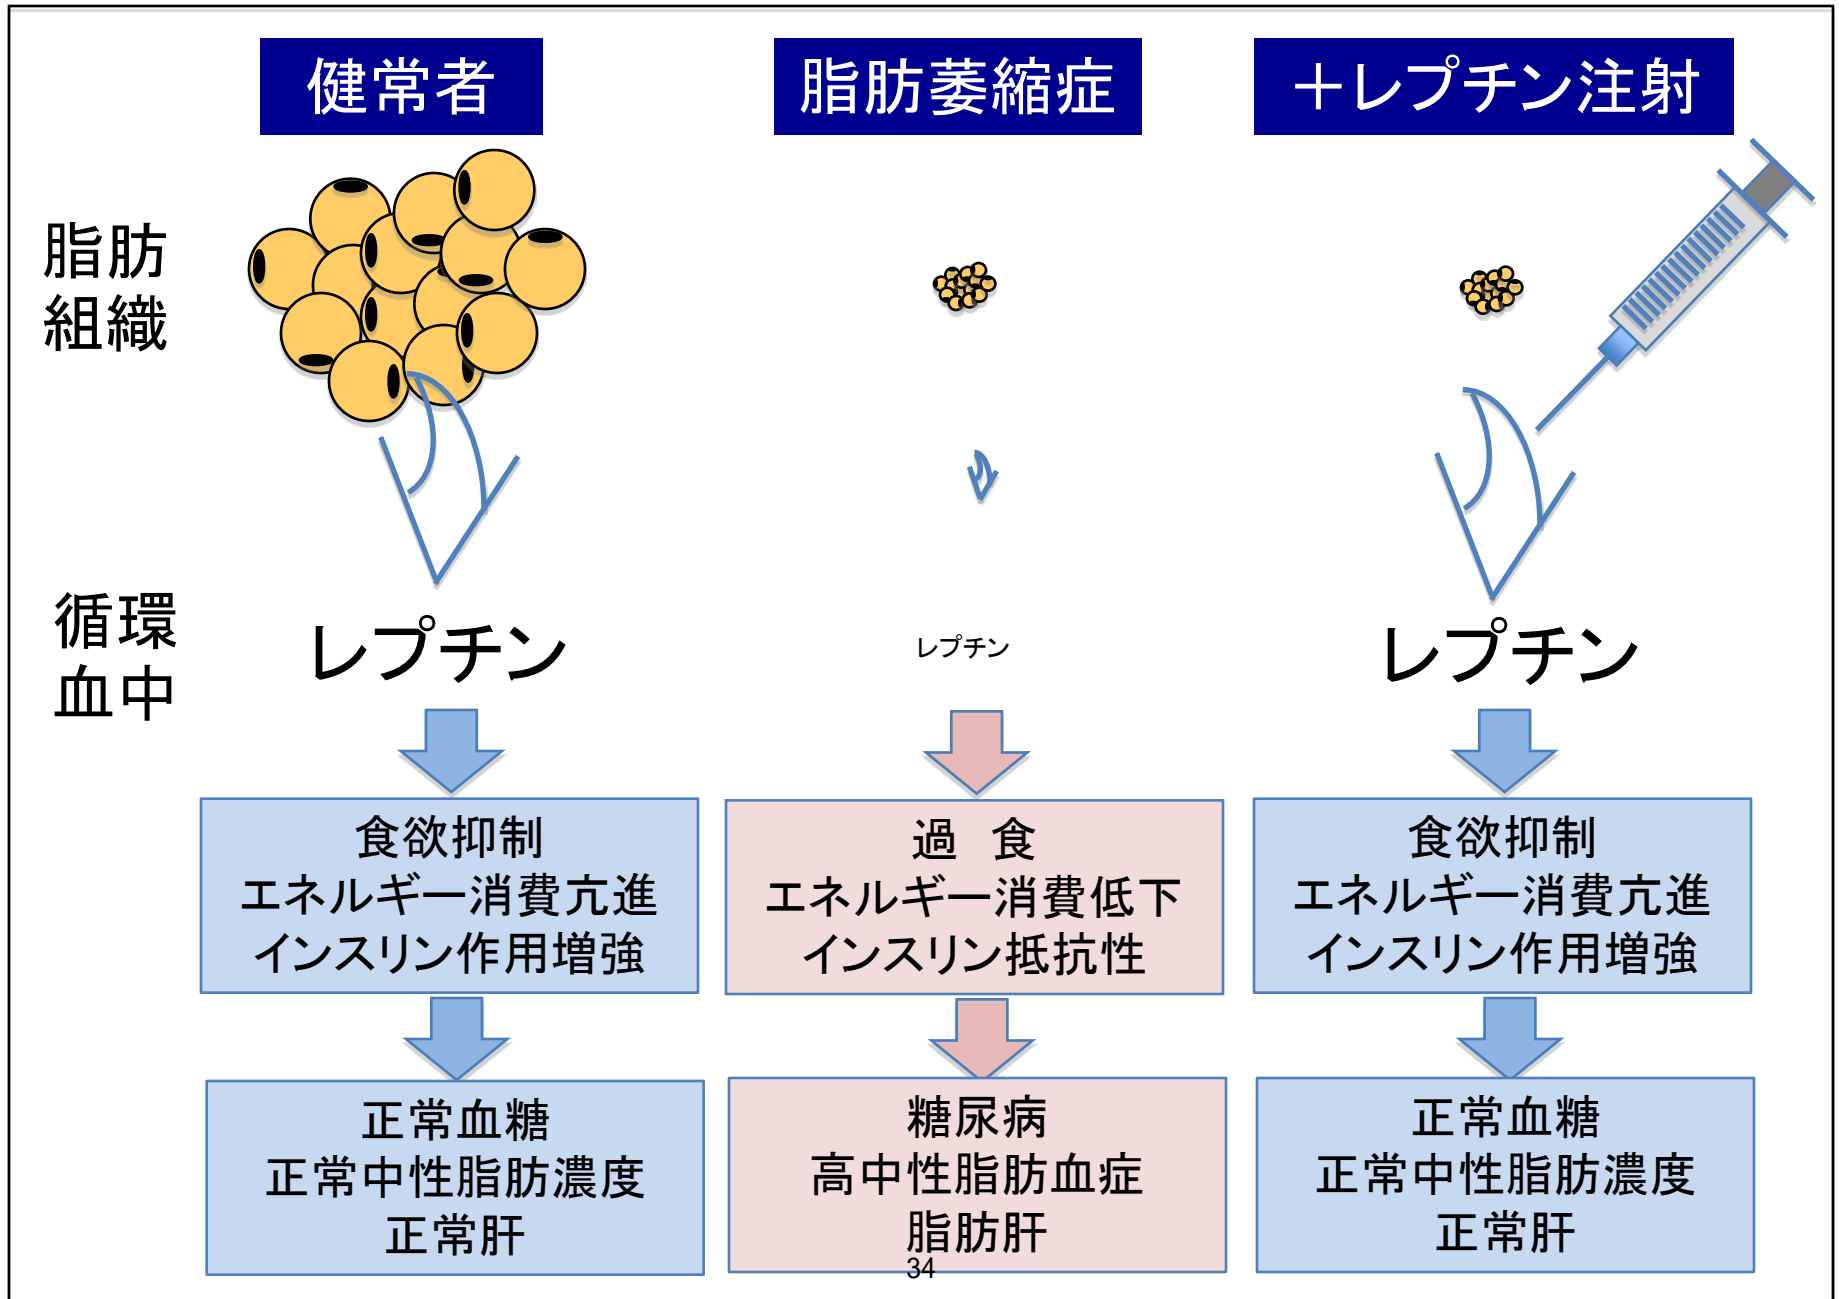 健常者
脂肪萎縮症
＋レプチン注射
脂肪
組織
循環
血中
レプチン
レプチン
レプチン
食欲抑制
エネルギー消費亢進
インスリン作用増強
過　食
エネルギー消費低下
インスリン抵抗性
食欲抑制
エネルギー消費亢進
インスリン作用増強
正常血糖
正常中性脂肪濃度
正常肝
糖尿病
高中性脂肪血症
脂肪肝
正常血糖
正常中性脂肪濃度
正常肝
34